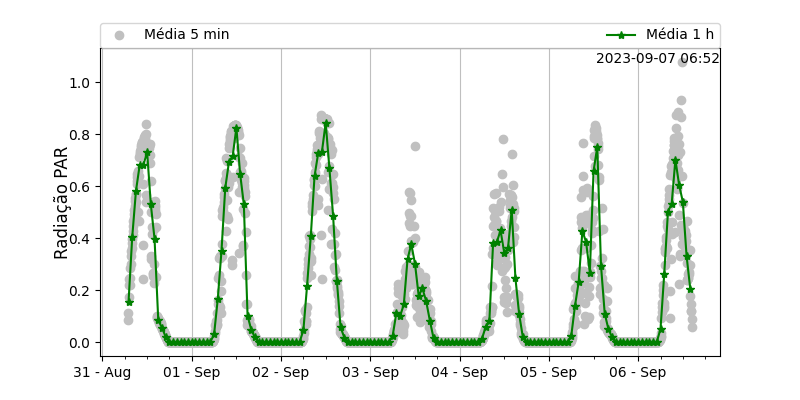 Média 5 min
Média 1 h
2023-09-07 06:52
Radiação PAR
1.0
0.8
0.6
0.4
0.2
0.0
31 - Aug
01 - Sep
02 - Sep
03 - Sep
04 - Sep
05 - Sep
06 - Sep